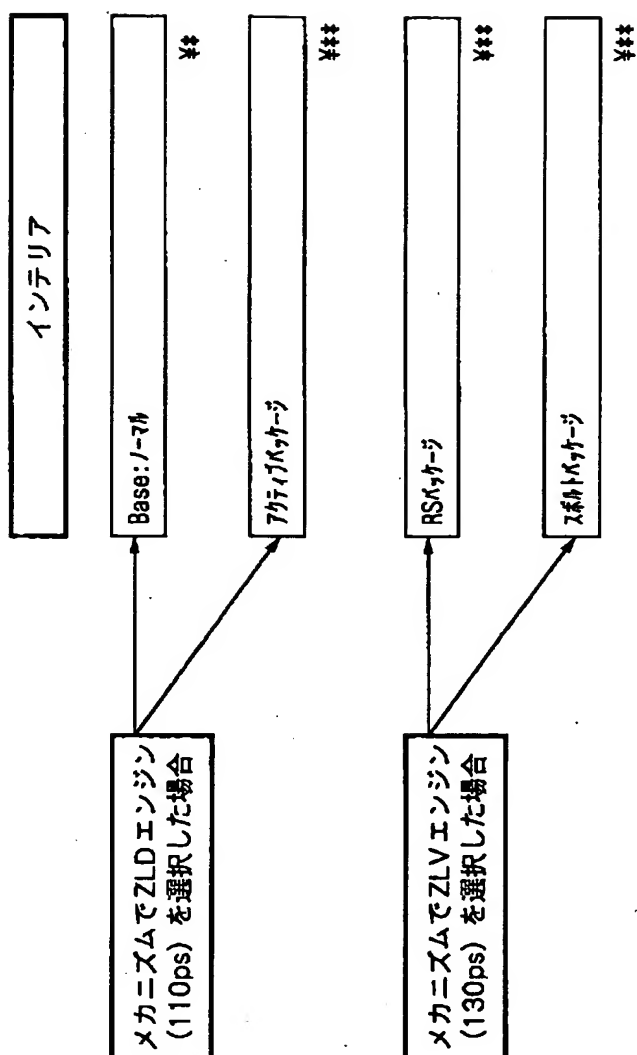 インテリア
メカニズムでZLDエンジン
(110ps) を選択した場合
Base:ノーマル
¥**
アクティブパッケージ
¥***
メカニズムでZLVエンジン
(130ps) を選択した場合
RSパッケージ
¥***
スポルトパッケージ
¥***